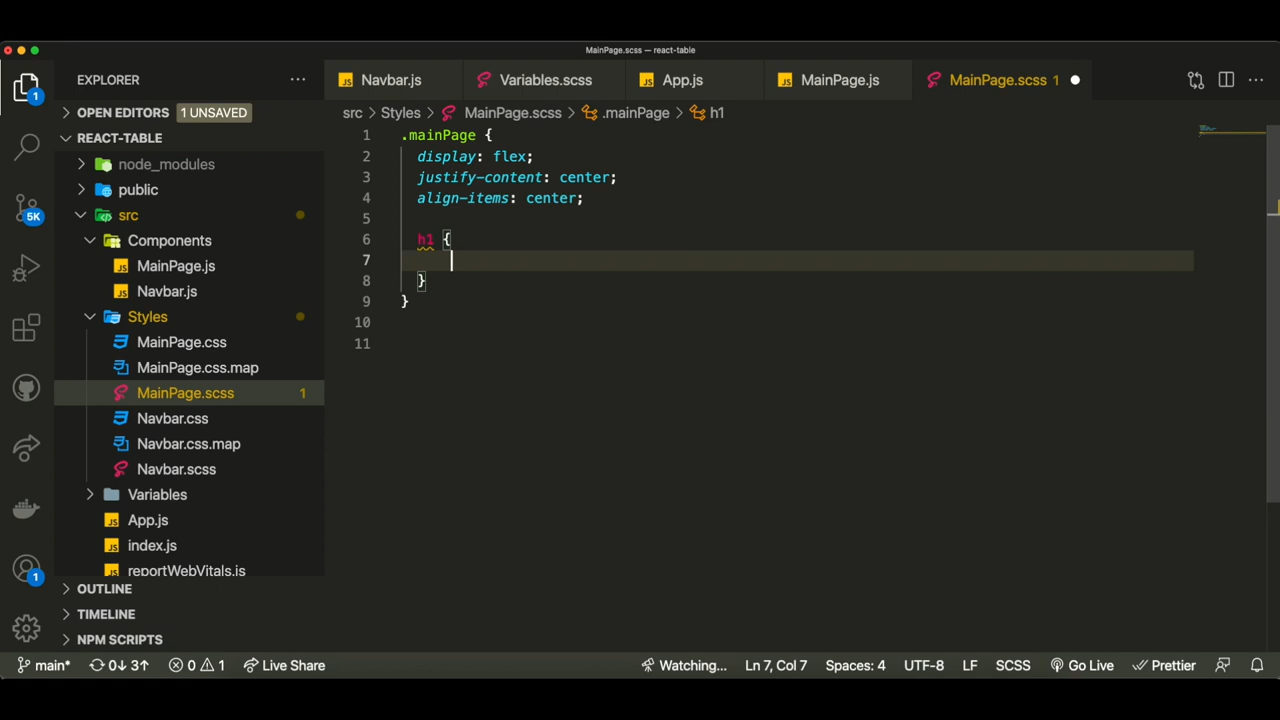 MainPage.scss — react-table
EXPLORER
OPEN EDITORS 1 UNSAVED
REACT-TABLE
node_modules
public
src
Components
MainPage.js
Navbar.js
Styles
MainPage.css
MainPage.css.map
MainPage.scss 1
Navbar.css
Navbar.css.map
Navbar.scss
Variables
App.js
index.js
reportWebVitals.js
OUTLINE
TIMELINE
NPM SCRIPTS
1
5K
1
Navbar.js Variables.scss App.js MainPage.js MainPage.scss 1
src > Styles > MainPage.scss > .mainPage > h1
1 .mainPage {
2 display: flex;
3 justify-content: center;
4 align-items: center;
5
6 h1 {
7
8 }
9 }
10
11
main* 0↓ 3↑ 0 1 Live Share Watching... Ln 7, Col 7 Spaces: 4 UTF-8 LF SCSS Go Live Prettier